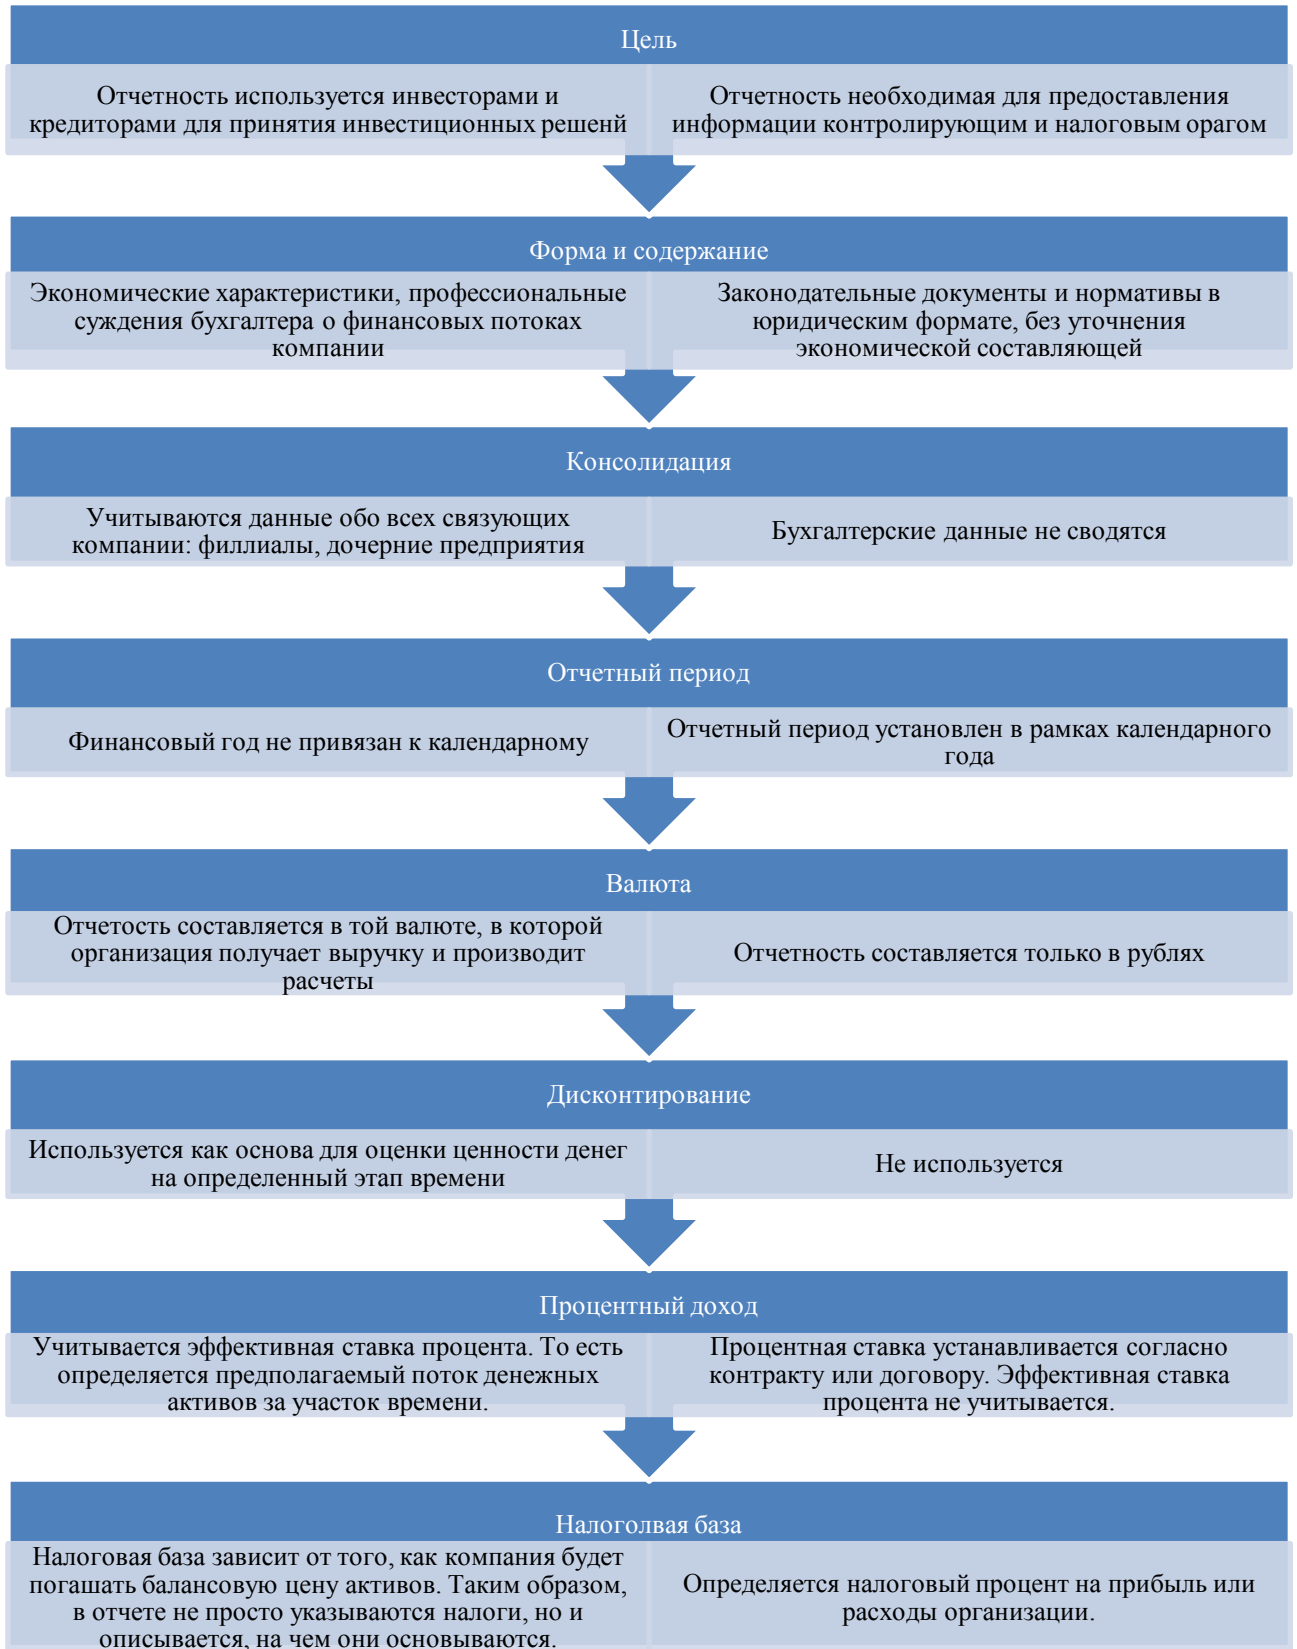 Цель
Отчетность используется инвесторами и
кредиторами для принятия инвестиционных решенй
Отчетность необходимая для предоставления
информации контролирующим и налоговым орагом
Форма и содержание
Экономические характеристики, профессиональные
суждения бухгалтера о финансовых потоках
компании
Законодательные документы и нормативы в
юридическим формате, без уточнения
экономической составляющей
Консолидация
Учитываются данные обо всех связующих
компании: филлиалы, дочерние предприятия
Бухгалтерские данные не сводятся
Отчетный период
Финансовый год не привязан к календарному
Отчетный период установлен в рамках календарного
года
Валюта
Отчетость составляется в той валюте, в которой
организация получает выручку и производит
расчеты
Отчетность составляется только в рублях
Дисконтирование
Используется как основа для оценки ценности денег
на определенный этап времени
Не используется
Процентный доход
Учитывается эффективная ставка процента. То есть
определяется предполагаемый поток денежных
активов за участок времени.
Процентная ставка устанавливается согласно
контракту или договору. Эффективная ставка
процента не учитывается.
Налоголвая база
Налоговая база зависит от того, как компания будет
погашать балансовую цену активов. Таким образом,
в отчете не просто указываются налоги, но и
описывается, на чем они основываются.
Определяется налоговый процент на прибыль или
расходы организации.